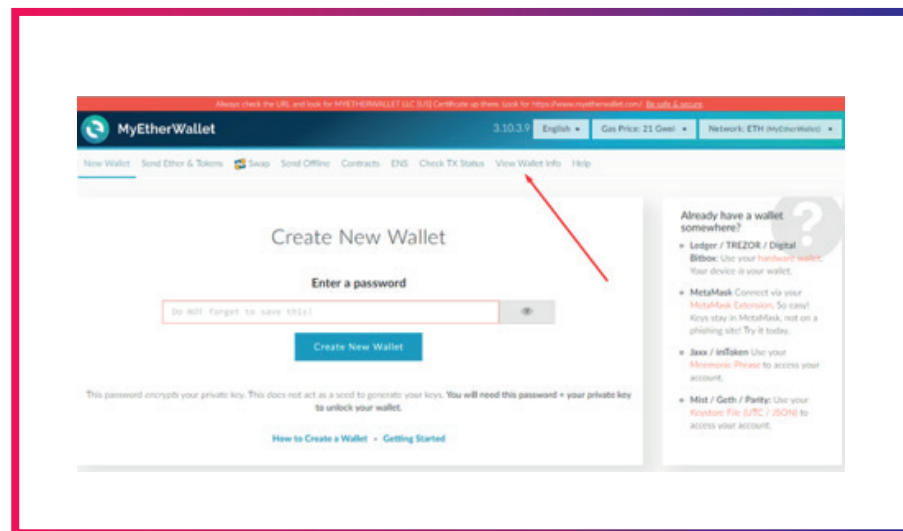 Always check the URL and look for MYETHERWALLET LLC [US] Certificate up there. Look for https://www.myetherwallet.com/ Be safe & secure.
MyEtherWallet 3.10.3.9 English Gas Price: 21 Gwei Network: ETH (MyEtherWallet)
New Wallet Send Ether & Tokens Swap Send Offline Contracts ENS Check TX Status View Wallet Info Help
Create New Wallet
Enter a password
Do NOT forget to save this!
Create New Wallet
This password encrypts your private key. This does not act as a seed to generate your keys. You will need this password + your private key
to unlock your wallet.
How to Create a Wallet • Getting Started
?
Already have a wallet
somewhere?
Ledger / TREZOR / Digital
Bitbox: Use your hardware wallet.
Your device is your wallet.
MetaMask Connect via your
MetaMask Extension. So easy!
Keys stay in MetaMask, not on a
phishing site! Try it today.
Jaxx / imToken Use your
Mnemonic Phrase to access your
account.
Mist / Geth / Parity: Use your
Keystore File (UTC / JSON) to
access your account.